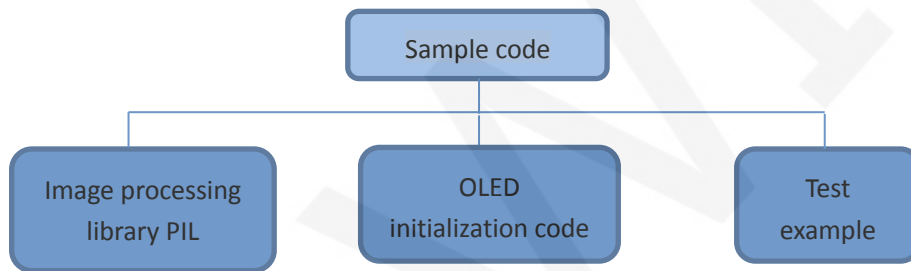 Sample code
Image processing
library PIL
OLED
initialization code
Test
example